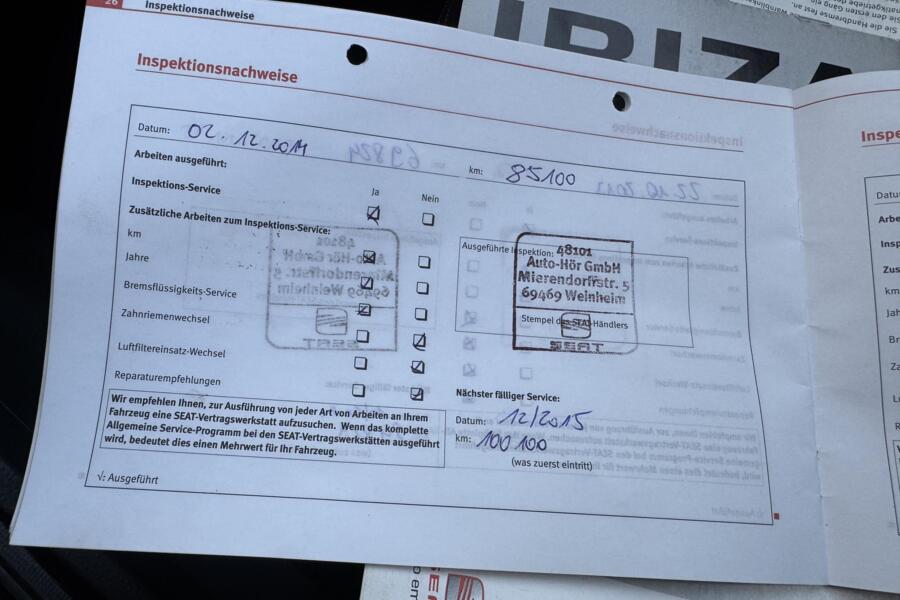 26 Inspektionsnachweise
IBIZA
Inspektionsnachweise
Datum: 02.12.2014
km: 85100
Arbeiten ausgeführt:
Ja Nein
Inspektions-Service
Zusätzliche Arbeiten zum Inspektions-Service:
km
Jahre
Bremsflüssigkeits-Service
Zahnriemenwechsel
Luftfiltereinsatz-Wechsel
Reparaturempfehlungen
Ausgeführte Inspektion:
48101
Auto-Hör GmbH
Mierendorffstr. 5
69469 Weinheim
Stempel des SEAT-Händlers
SEAT
Wir empfehlen Ihnen, zur Ausführung von jeder Art von Arbeiten an Ihrem
Fahrzeug eine SEAT-Vertragswerkstatt aufzusuchen. Wenn das komplette
Allgemeine Service-Programm bei den SEAT-Vertragswerkstätten ausgeführt
wird, bedeutet dies einen Mehrwert für Ihr Fahrzeug.
Nächster fälliger Service:
Datum: 12/2015
km: 100 100
(was zuerst eintritt)
√: Ausgeführt